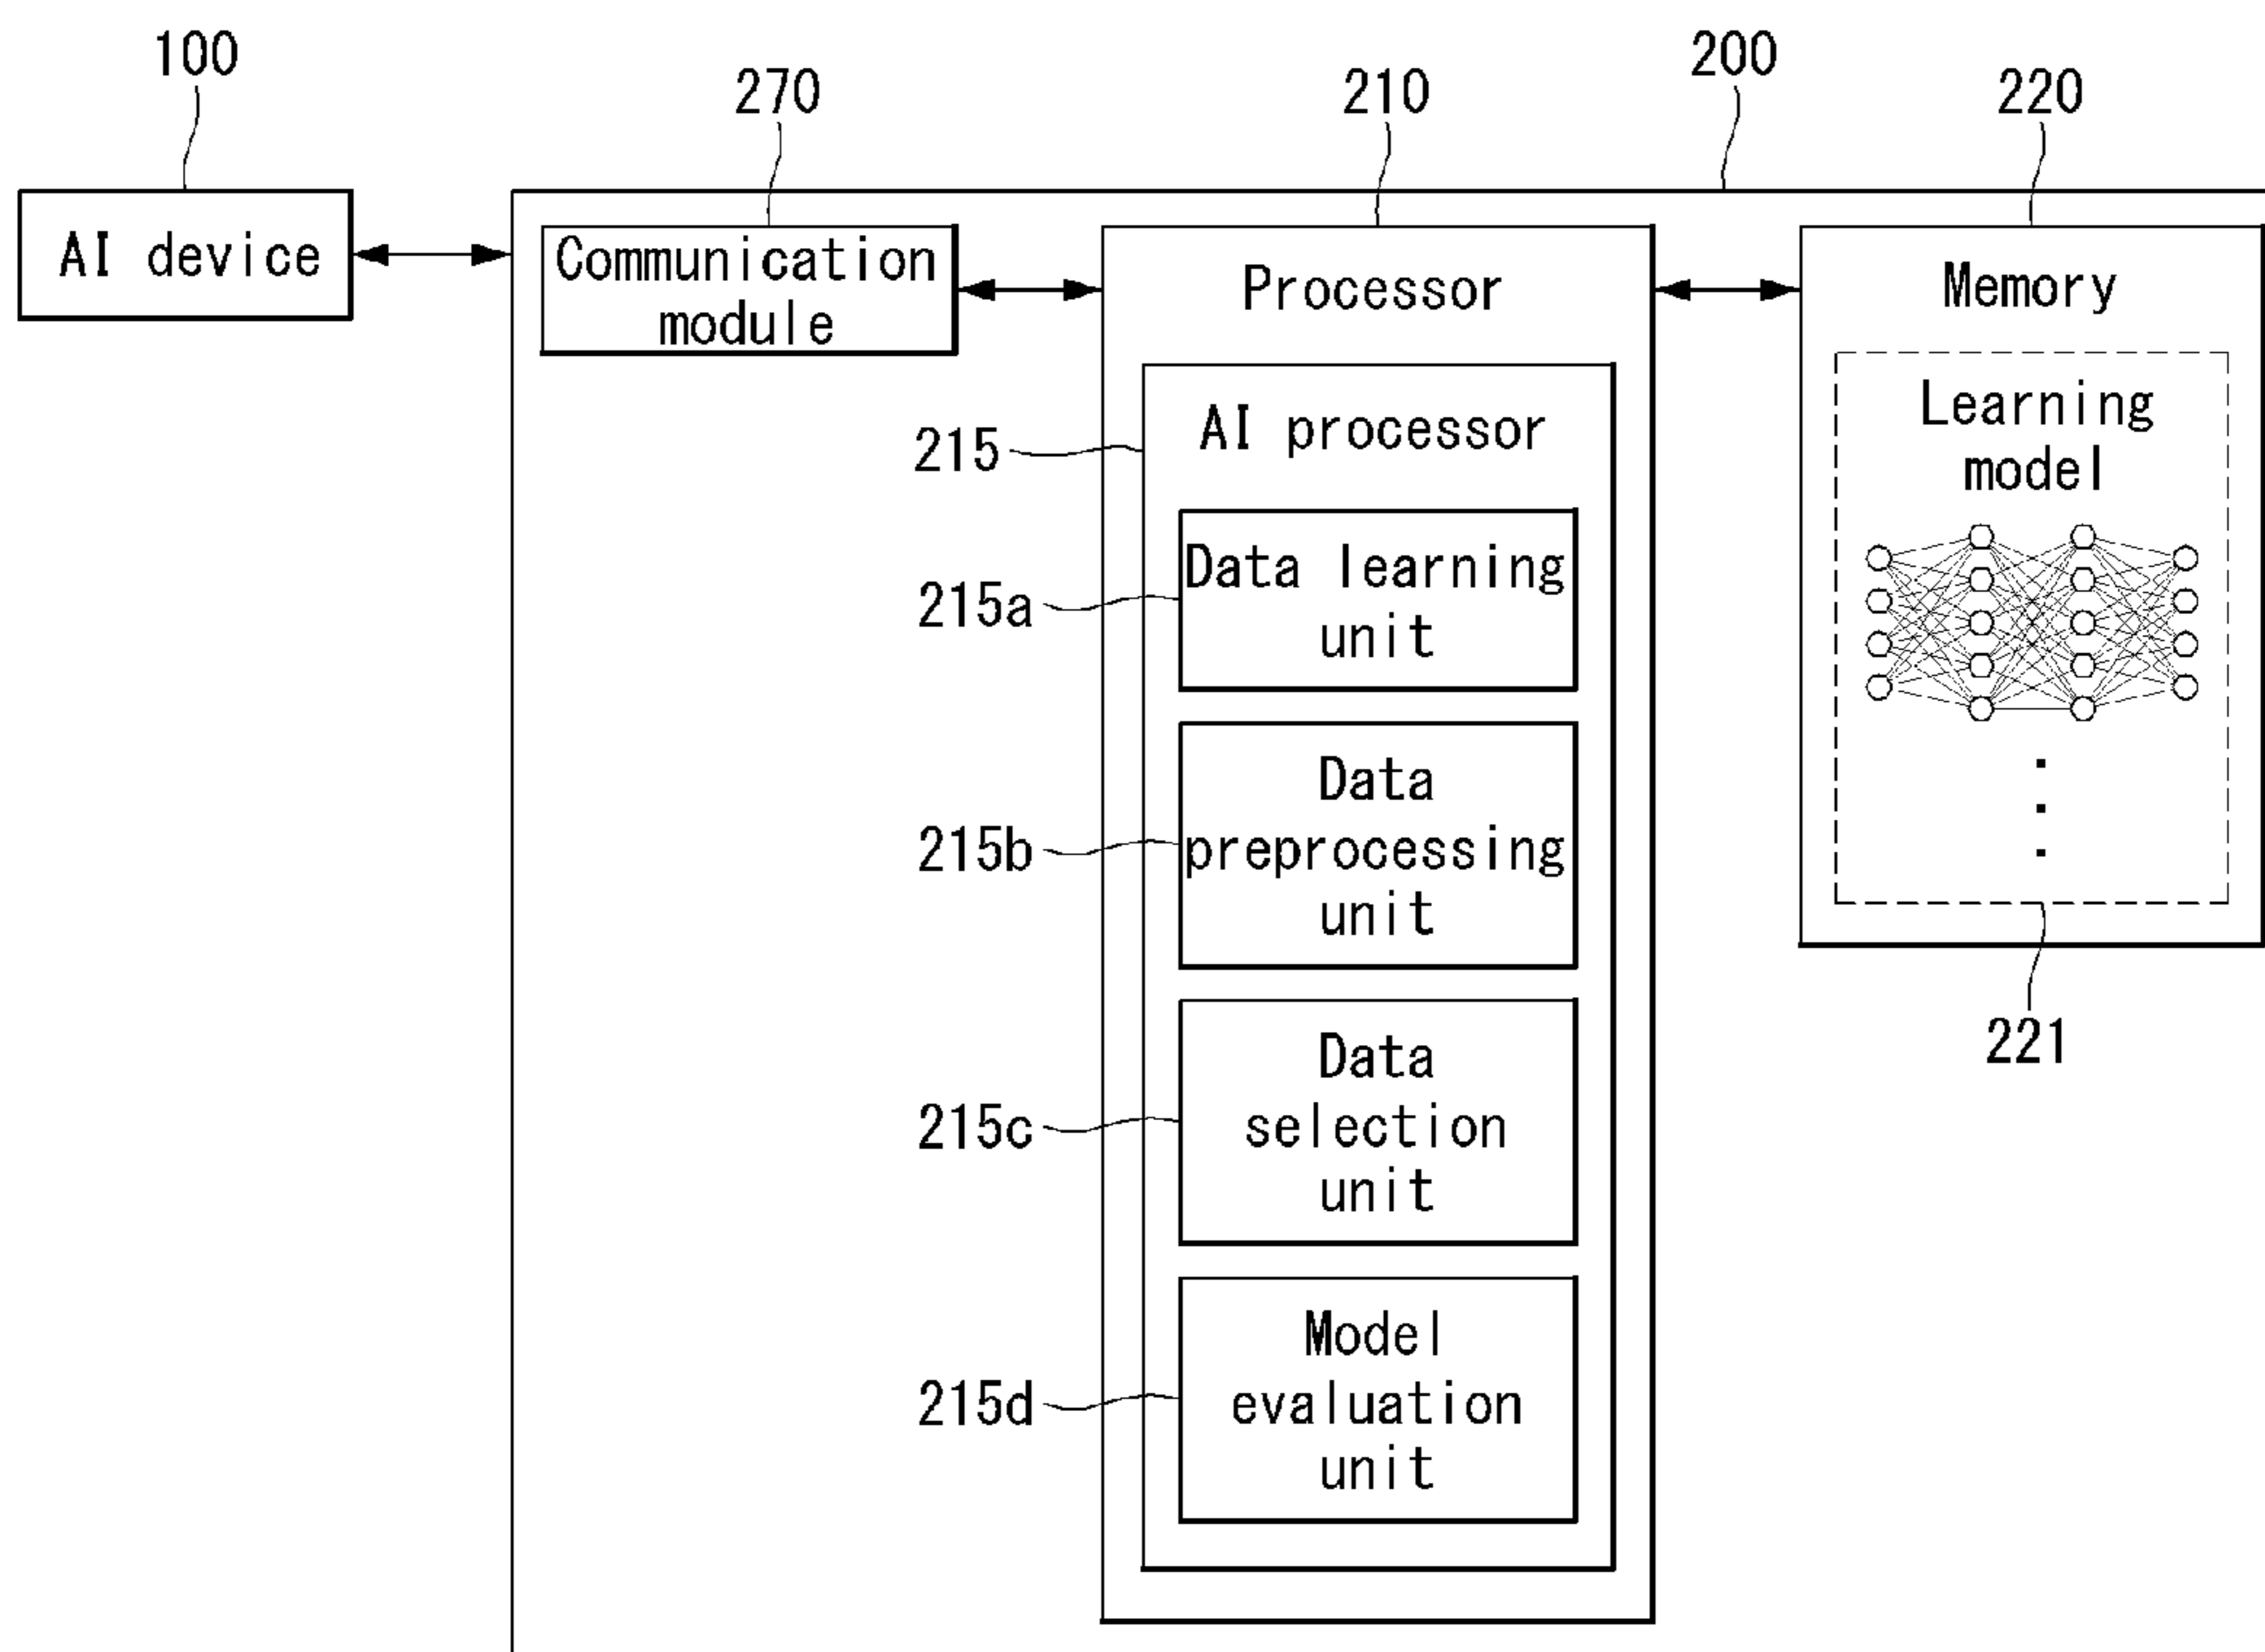 100
270
210
200
220
AI device
Communication
module
Processor
Memory
215
AI processor
Learning
model
215a
Data learning
unit
215b
Data
preprocessing
unit
221
215c
Data
selection
unit
215d
Model
evaluation
unit